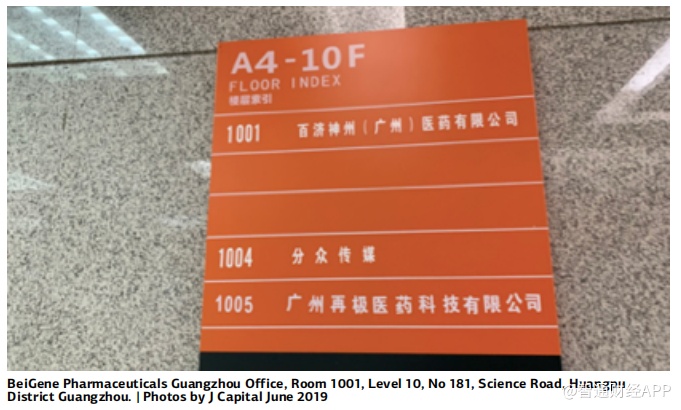 A4-10F
FLOOR INDEX
楼层索引
1001 百济神州(广州)医药有限公司
1004 分众传媒
1005 广州再极医药科技有限公司
BeiGene Pharmaceuticals Guangzhou Office, Room 1001, Level 10, No 181, Science Road, Huangpu
District Guangzhou. | Photos by J Capital June 2019
@智通财经APP